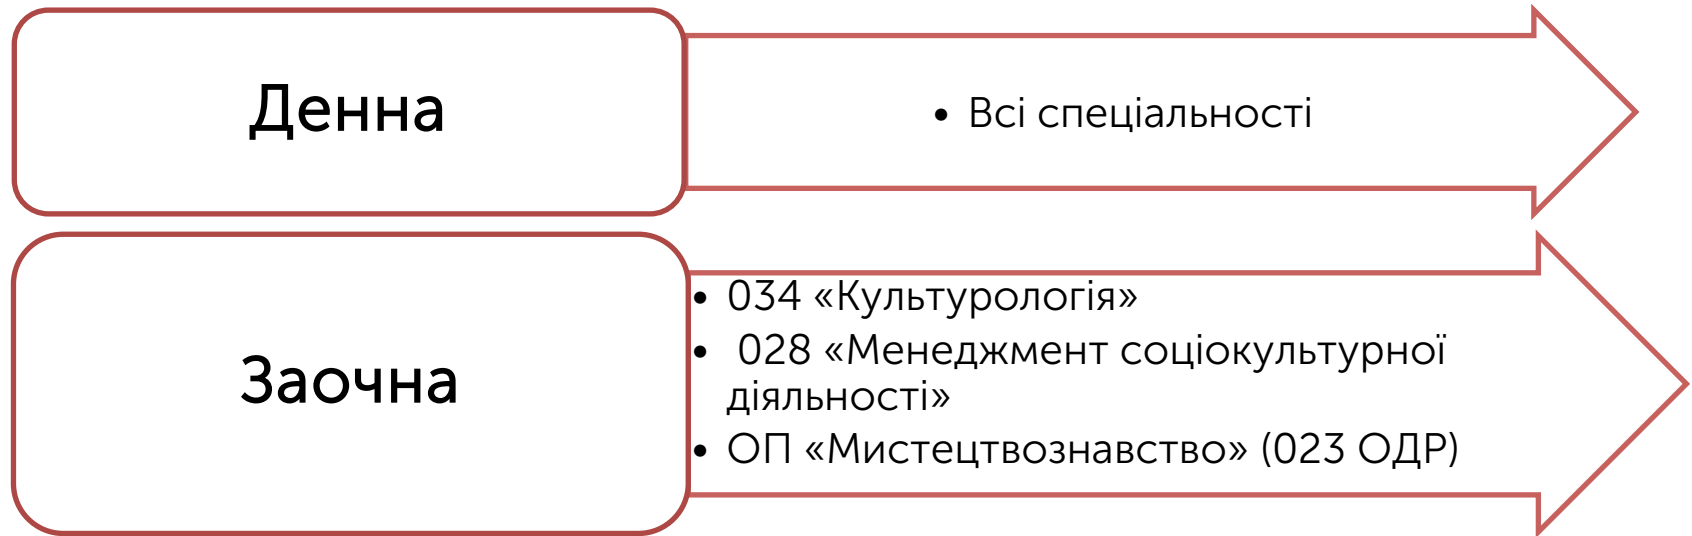 Денна
• Всі спеціальності
Заочна
• 034 «Культурологія»
• 028 «Менеджмент соціокультурної
діяльності»
• ОП «Мистецтвознавство» (023 ОДР)